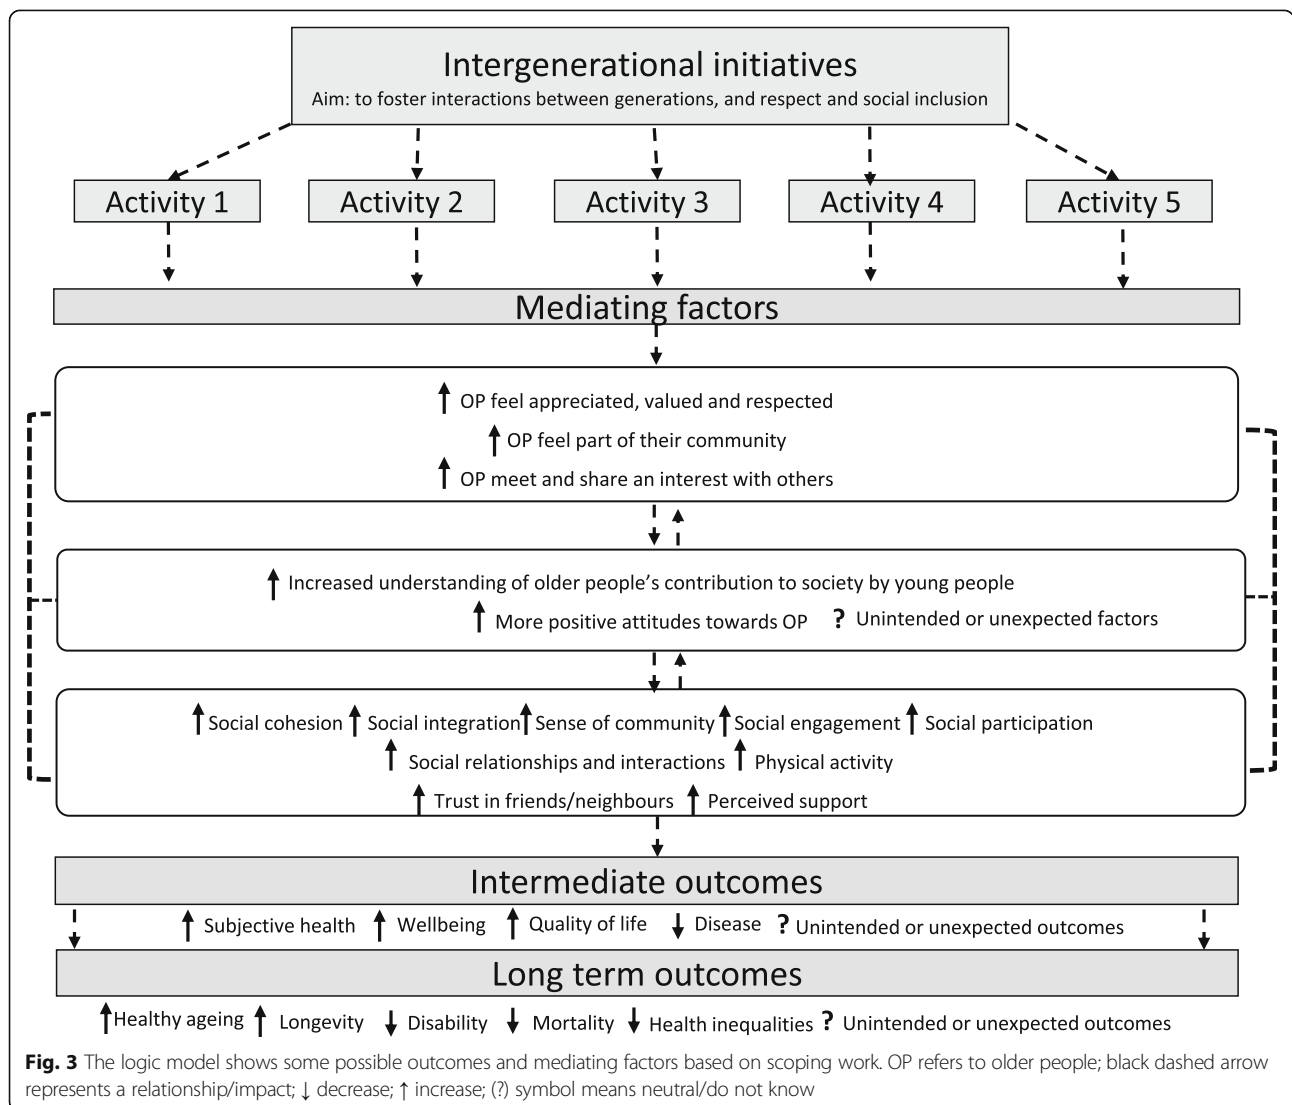 Intergenerational initiatives
Aim: to foster interactions between generations, and respect and social inclusion
Activity 1 Activity 2 Activity 3 Activity 4 Activity 5
Mediating factors
↑ OP feel appreciated, valued and respected
↑ OP feel part of their community
↑ OP meet and share an interest with others
↑ Increased understanding of older people's contribution to society by young people
↑ More positive attitudes towards OP ? Unintended or unexpected factors
↑ Social cohesion ↑ Social integration ↑ Sense of community ↑ Social engagement ↑ Social participation
↑ Social relationships and interactions ↑ Physical activity
↑ Trust in friends/neighbours ↑ Perceived support
Intermediate outcomes
↑ Subjective health ↑ Wellbeing ↑ Quality of life ↓ Disease ? Unintended or unexpected outcomes
Long term outcomes
↑ Healthy ageing ↑ Longevity ↓ Disability ↓ Mortality ↓ Health inequalities ? Unintended or unexpected outcomes
Fig. 3 The logic model shows some possible outcomes and mediating factors based on scoping work. OP refers to older people; black dashed arrow
represents a relationship/impact; ↓ decrease; ↑ increase; (?) symbol means neutral/do not know